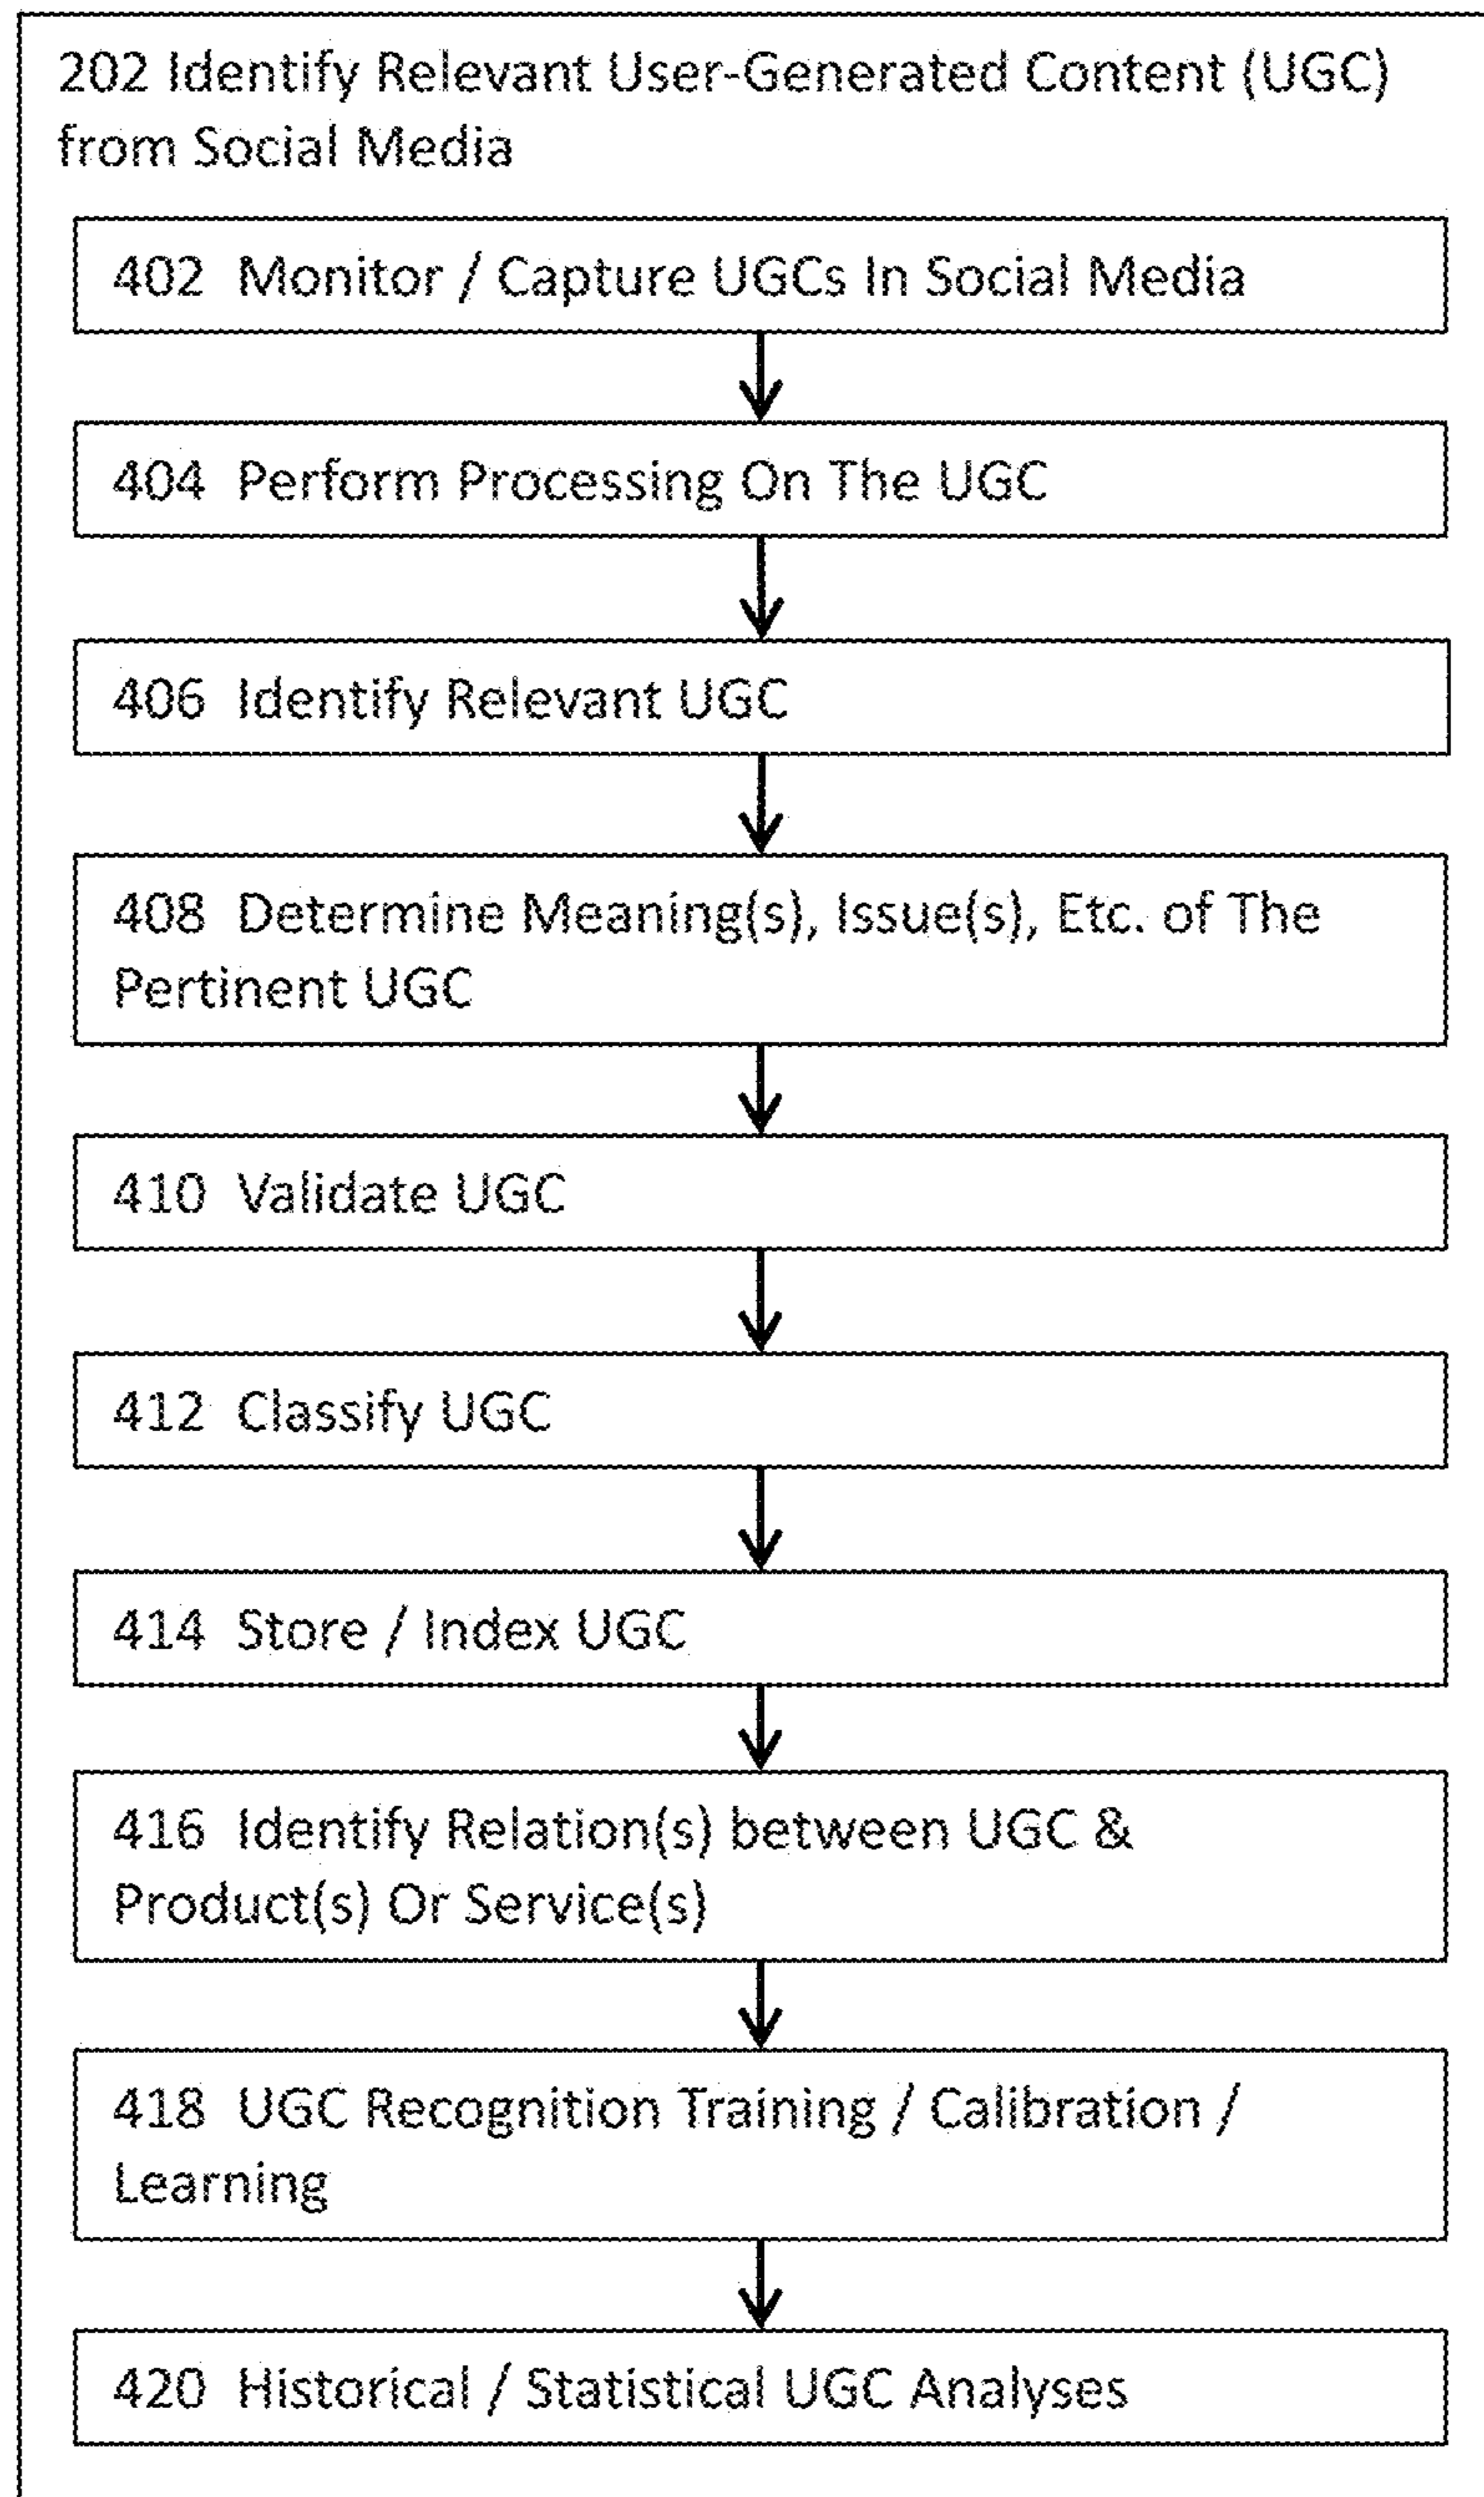 202 Identify Relevant User-Generated Content (UGC)
from Social Media
402 Monitor / Capture UGCs In Social Media
404 Perform Processing On The UGC
406 Identify Relevant UGC
408 Determine Meaning(s), Issue(s), Etc. of The
Pertinent UGC
410 Validate UGC
412 Classify UGC
414 Store / Index UGC
416 Identify Relation(s) between UGC &
Product(s) Or Service(s)
418 UGC Recognition Training / Calibration /
Learning
420 Historical / Statistical UGC Analyses